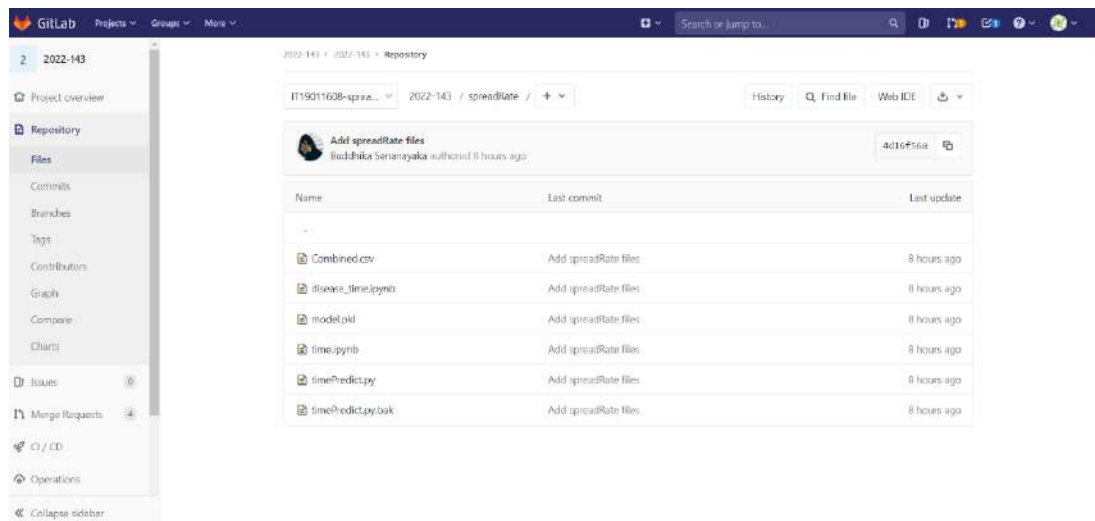 GitLab Projects Groups More Search or jump to...
2 2022-143
Project overview
Repository
Files
Commits
Branches
Tags
Contributors
Graph
Compare
Charts
Issues 0
Merge Requests 4
CI / CD
Operations
Collapse sidebar
2022-143 > 2022-143 > Repository
IT19011608-sprea... 2022-143 / spreadRate / + History Find file Web IDE
Add spreadRate files
Buddhika Senanayaka authored 8 hours ago
4d16f56a
Name Last commit Last update
..
Combined.csv Add spreadRate files 8 hours ago
disease_time.ipynb Add spreadRate files 8 hours ago
model.pkl Add spreadRate files 8 hours ago
time.ipynb Add spreadRate files 8 hours ago
timePredict.py Add spreadRate files 8 hours ago
timePredict.py.bak Add spreadRate files 8 hours ago